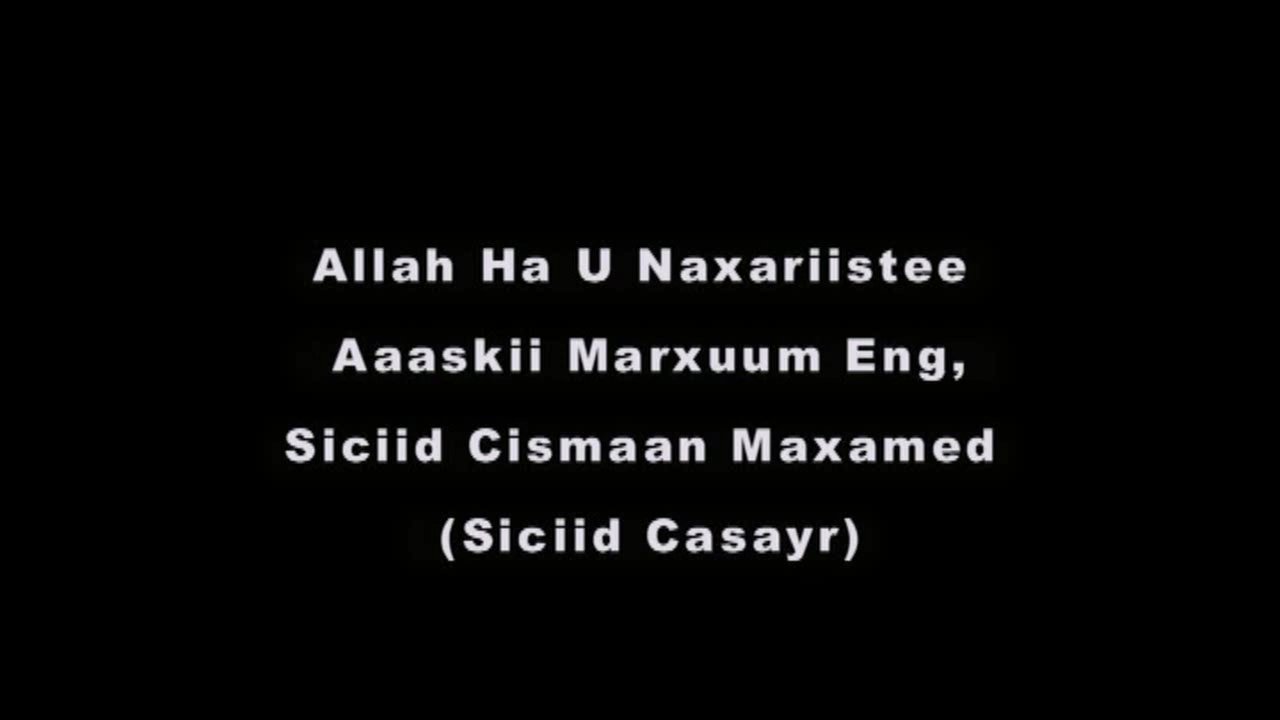 Allah Ha U Naxariistee
Aaaskii Marxuum Eng,
Siciid Cismaan Maxamed
(Siciid Casayr)